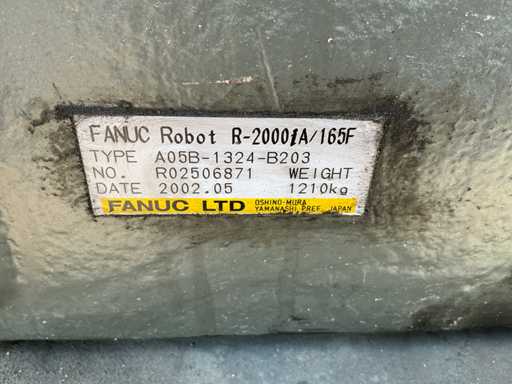 FANUC Robot R-2000iA/165F
TYPE A05B-1324-B203
NO. R02506871 WEIGHT
DATE 2002.05 1210kg
FANUC LTD OSHINO-MURA
YAMANASHI PREF. JAPAN